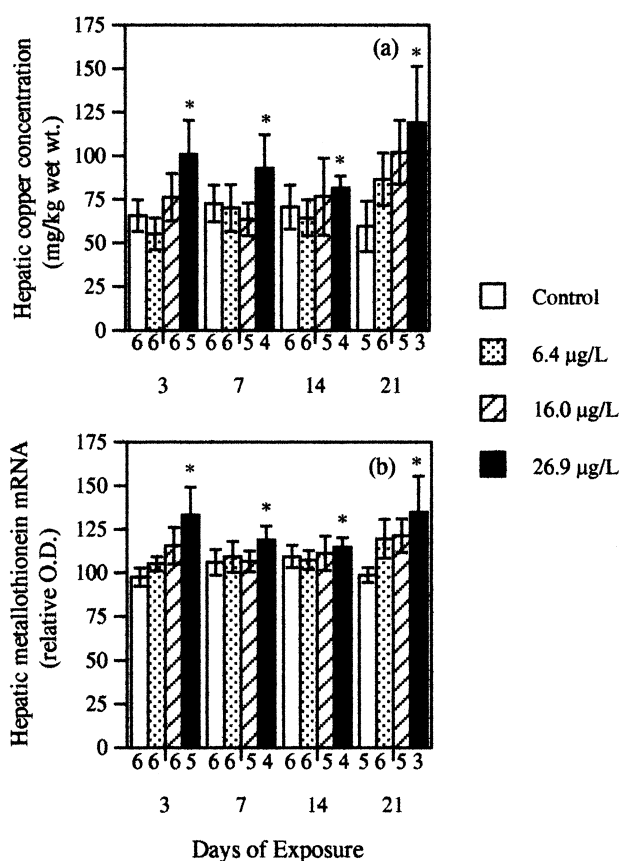 (a)
Hepatic copper concentration
(mg/kg wet wt.)
175
150
125
100
75
50
25
0
* * * *
6 6 6 5 6 6 5 4 6 6 5 4 5 6 5 3
3 7 14 21
Control
6.4 µg/L
16.0 µg/L
26.9 µg/L
(b)
Hepatic metallothionein mRNA
(relative O.D.)
175
150
125
100
75
50
25
0
* * * *
6 6 6 5 6 6 5 4 6 6 5 4 5 6 5 3
3 7 14 21
Days of Exposure